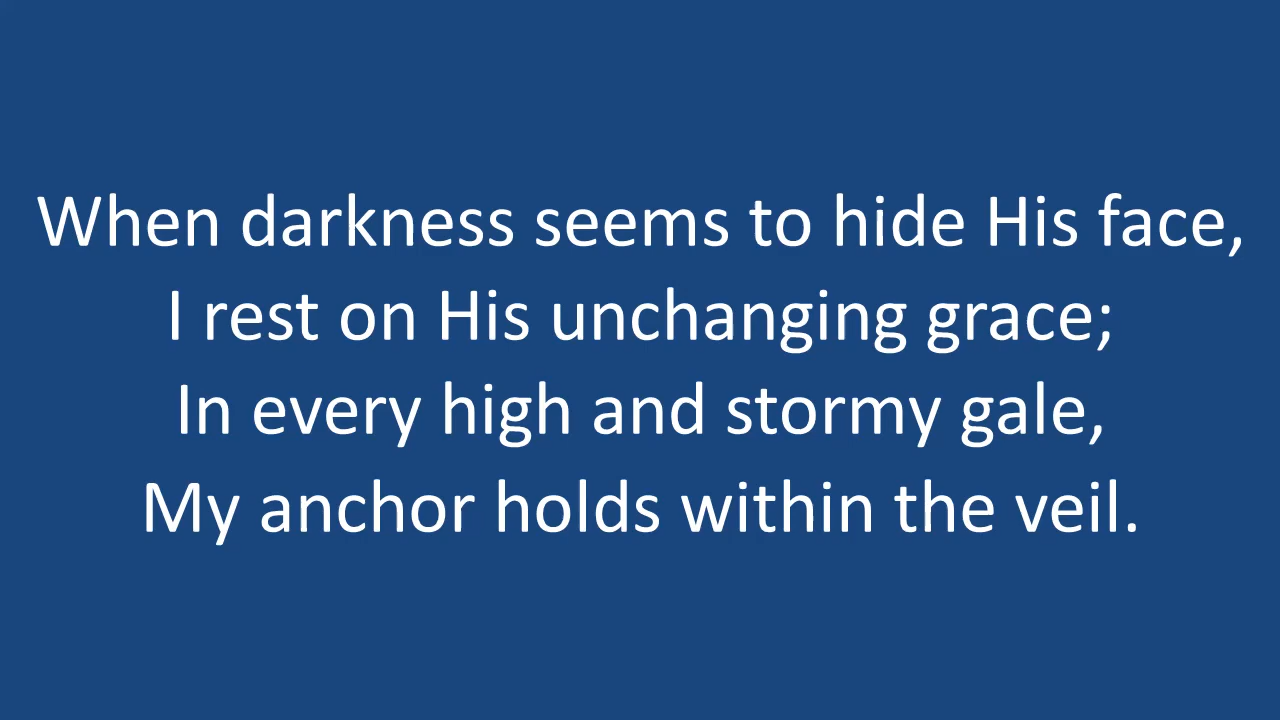 When darkness seems to hide His face,
I rest on His unchanging grace;
In every high and stormy gale,
My anchor holds within the veil.